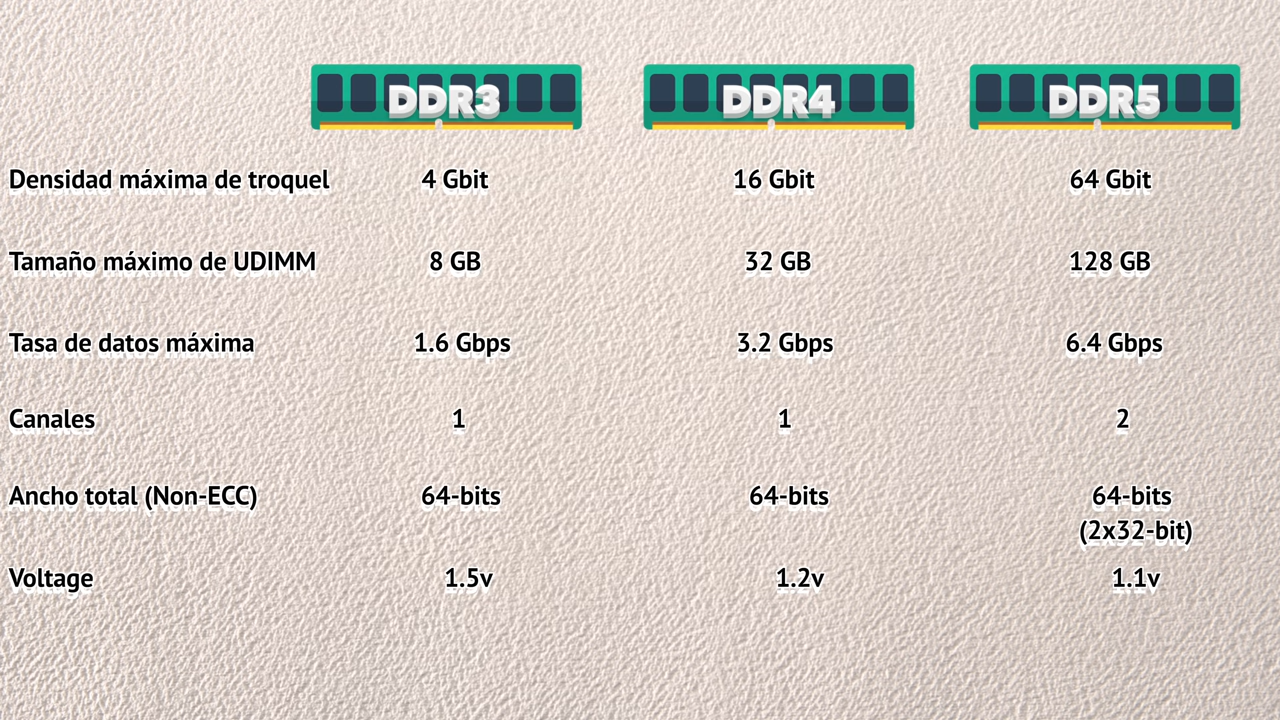 DDR3 DDR4 DDR5
Densidad máxima de troquel 4 Gbit 16 Gbit 64 Gbit
Tamaño máximo de UDIMM 8 GB 32 GB 128 GB
Tasa de datos máxima 1.6 Gbps 3.2 Gbps 6.4 Gbps
Canales 1 1 2
Ancho total (Non-ECC) 64-bits 64-bits 64-bits
(2x32-bit)
Voltage 1.5v 1.2v 1.1v